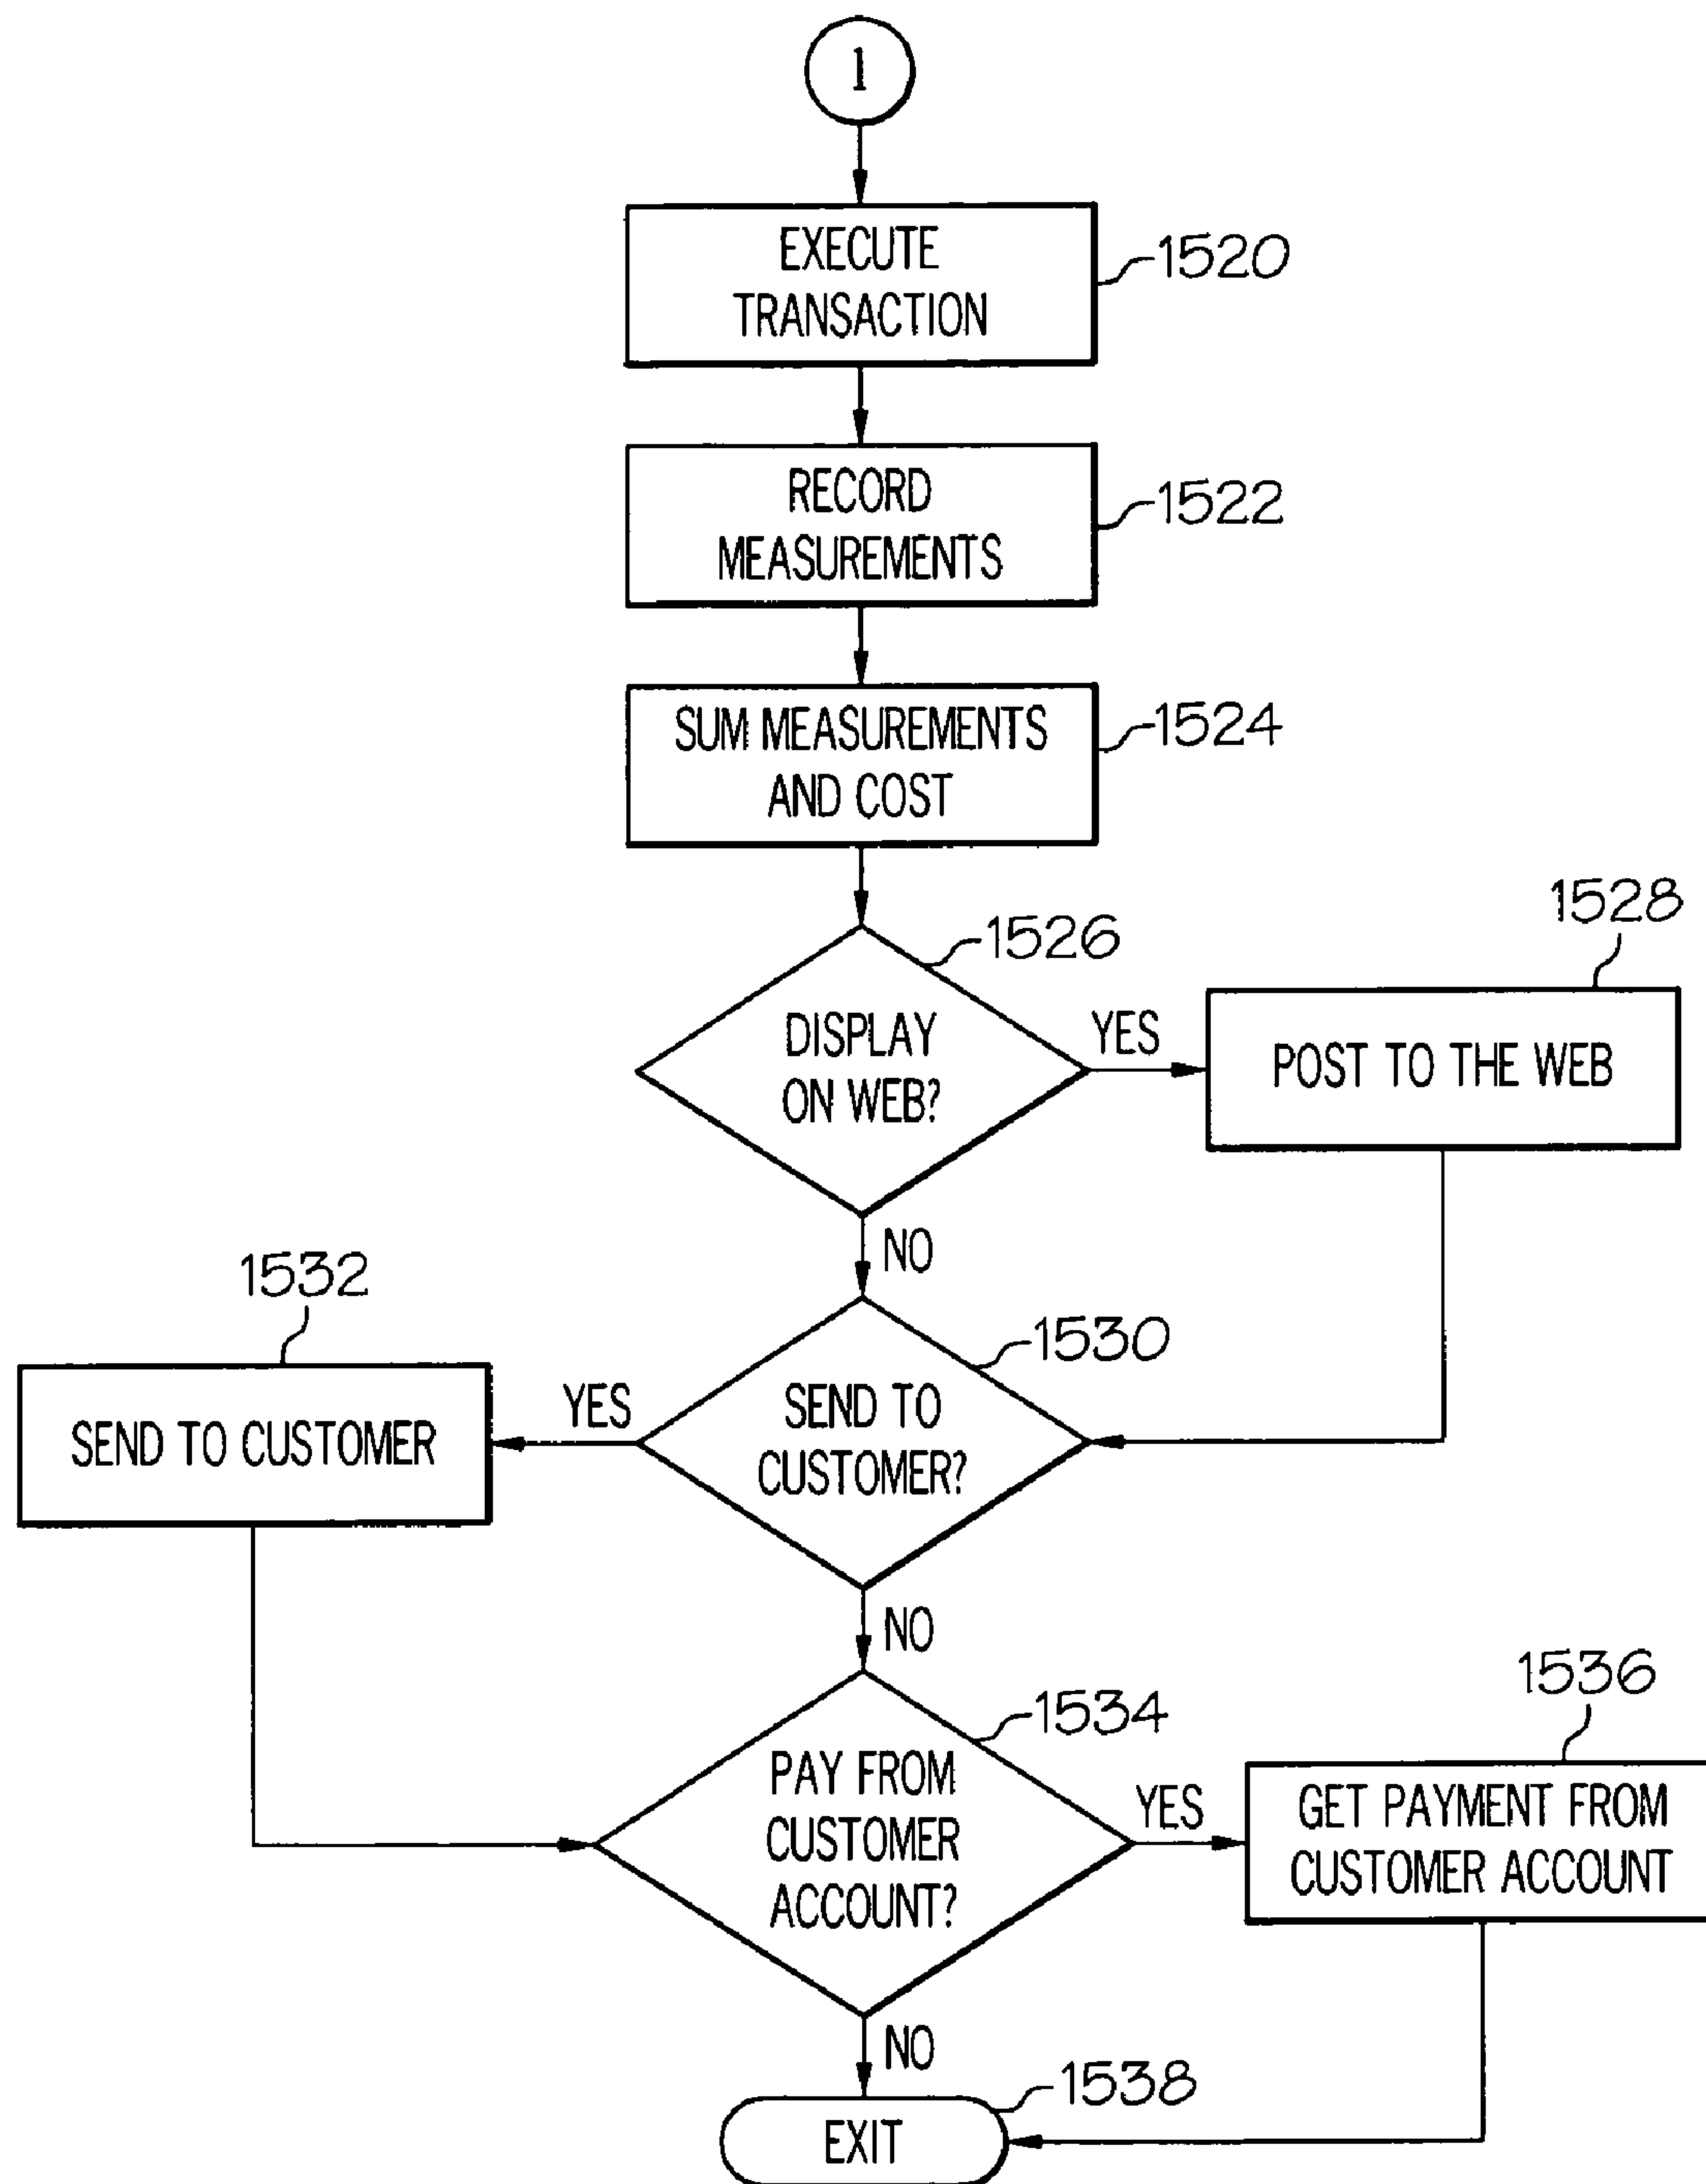 1
EXECUTE
TRANSACTION
1520
RECORD
MEASUREMENTS
1522
SUM MEASUREMENTS
AND COST
1524
1526
DISPLAY
ON WEB?
YES
1528
POST TO THE WEB
NO
1530
SEND TO
CUSTOMER?
YES
1532
SEND TO CUSTOMER
NO
1534
PAY FROM
CUSTOMER
ACCOUNT?
YES
1536
GET PAYMENT FROM
CUSTOMER ACCOUNT
NO
1538
EXIT